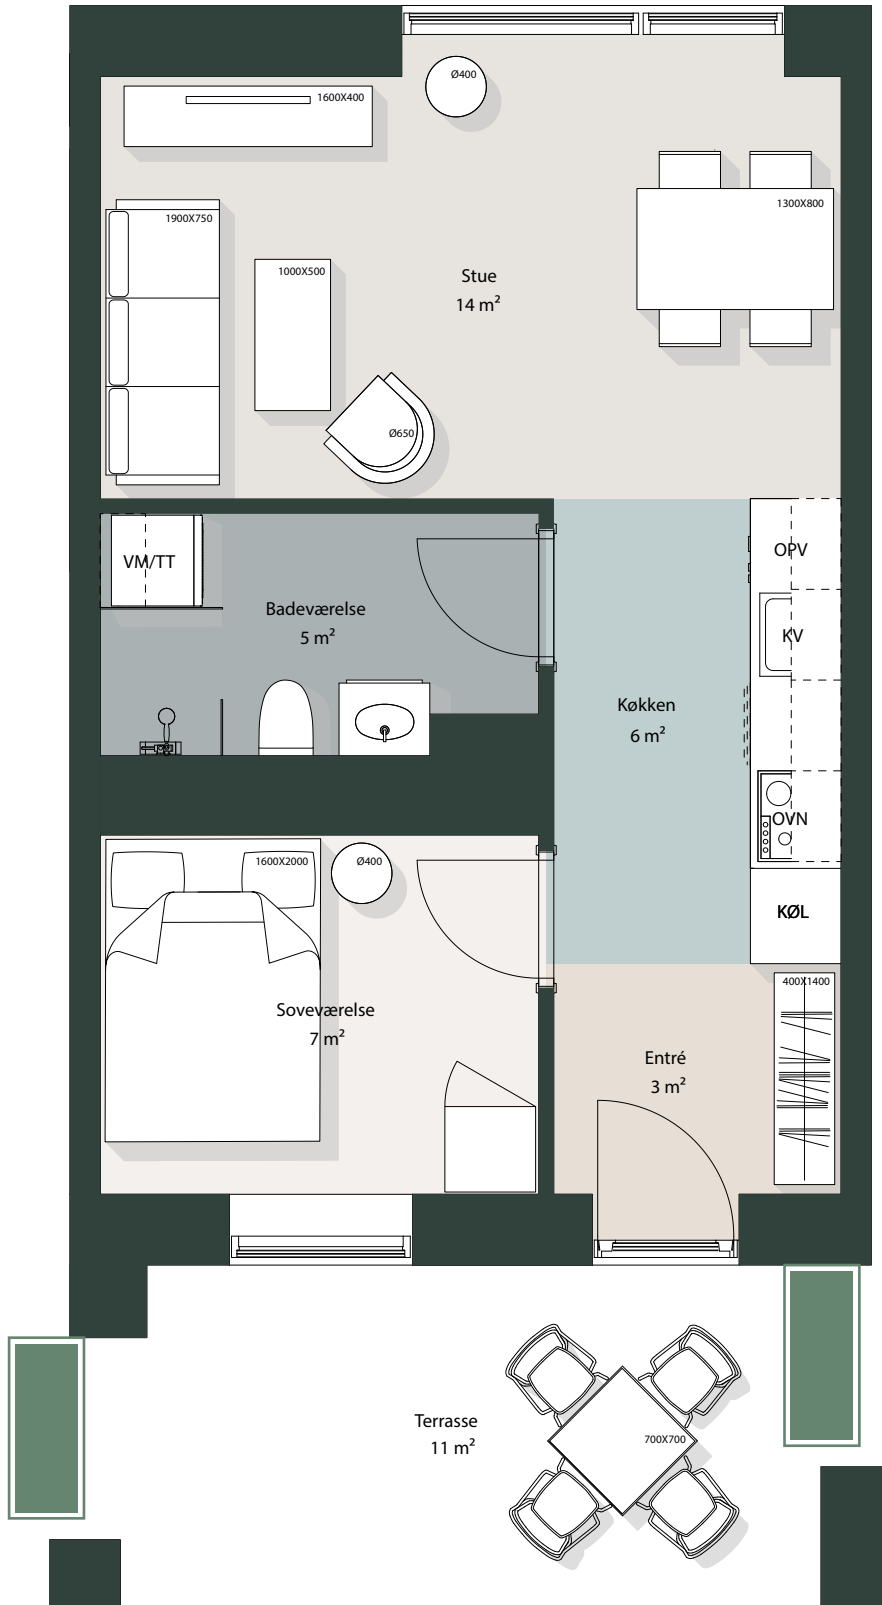 Ø400
1600X400
1300X800
1900X750
1000X500
Stue
14 m²
Ø650
OPV
VM/TT
Badeværelse
5 m²
KV
Køkken
6 m²
OVN
1600X2000
Ø400
KØL
400X1400
Soveværelse
7 m²
Entré
3 m²
Terrasse
11 m²
700X700